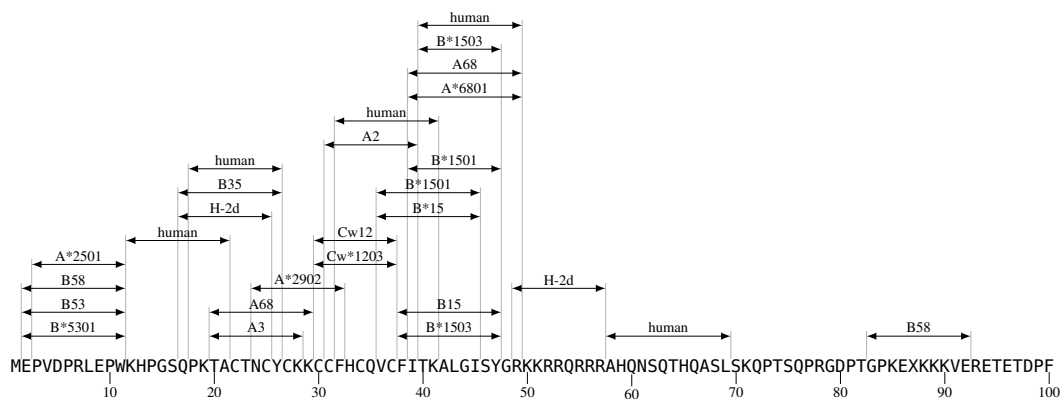 human
B*1503
A68
A*6801
human
A2
human B*1501
B35 B*1501
H-2d B*15
human Cw12
A*2501 Cw*1203
B58 A*2902 H-2d
B53 A68 B15
B*5301 A3 B*1503 human B58
MEPVDPRLEPWKHPGSQPKTACTNCYCKKCCFHCQVCFITKALGISYGRKKRRQRRRAHQNSQTHQASLSKQPTSQPRGDPTGPKEXKKKVERETETDPF
10 20 30 40 50 60 70 80 90 100